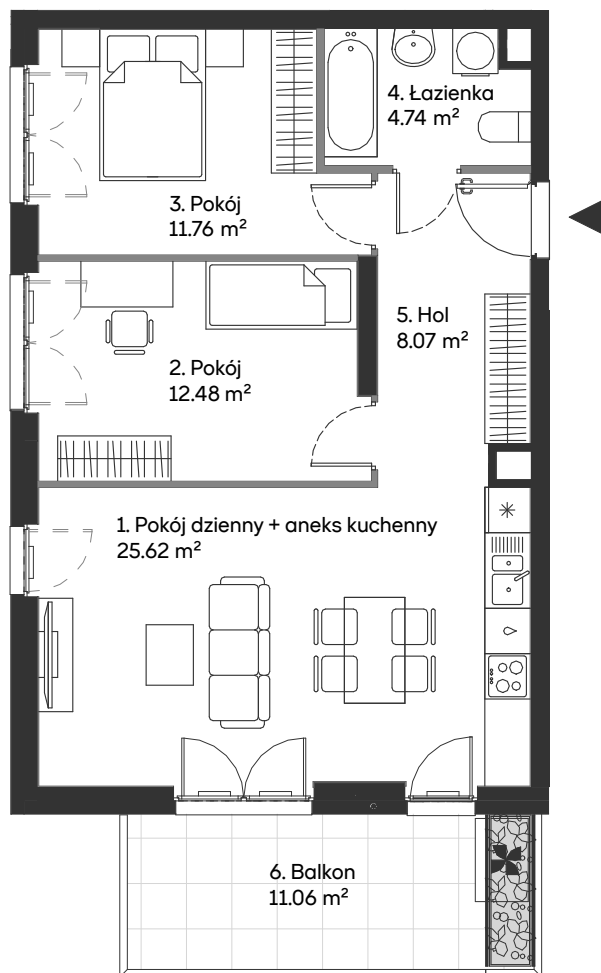 4. Łazienka
4.74 m²
3. Pokój
11.76 m²
5. Hol
8.07 m²
2. Pokój
12.48 m²
1. Pokój dzienny + aneks kuchenny
25.62 m²
6. Balkon
11.06 m²